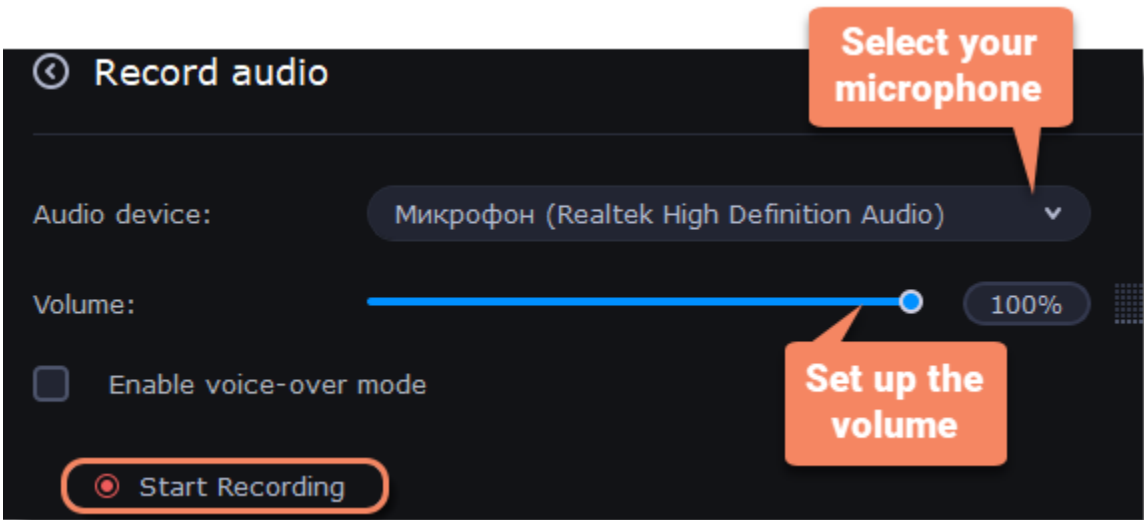 Select your
microphone
Record audio
Audio device:
Микрофон (Realtek High Definition Audio)
Volume:
100%
Set up the
volume
Enable voice-over mode
Start Recording